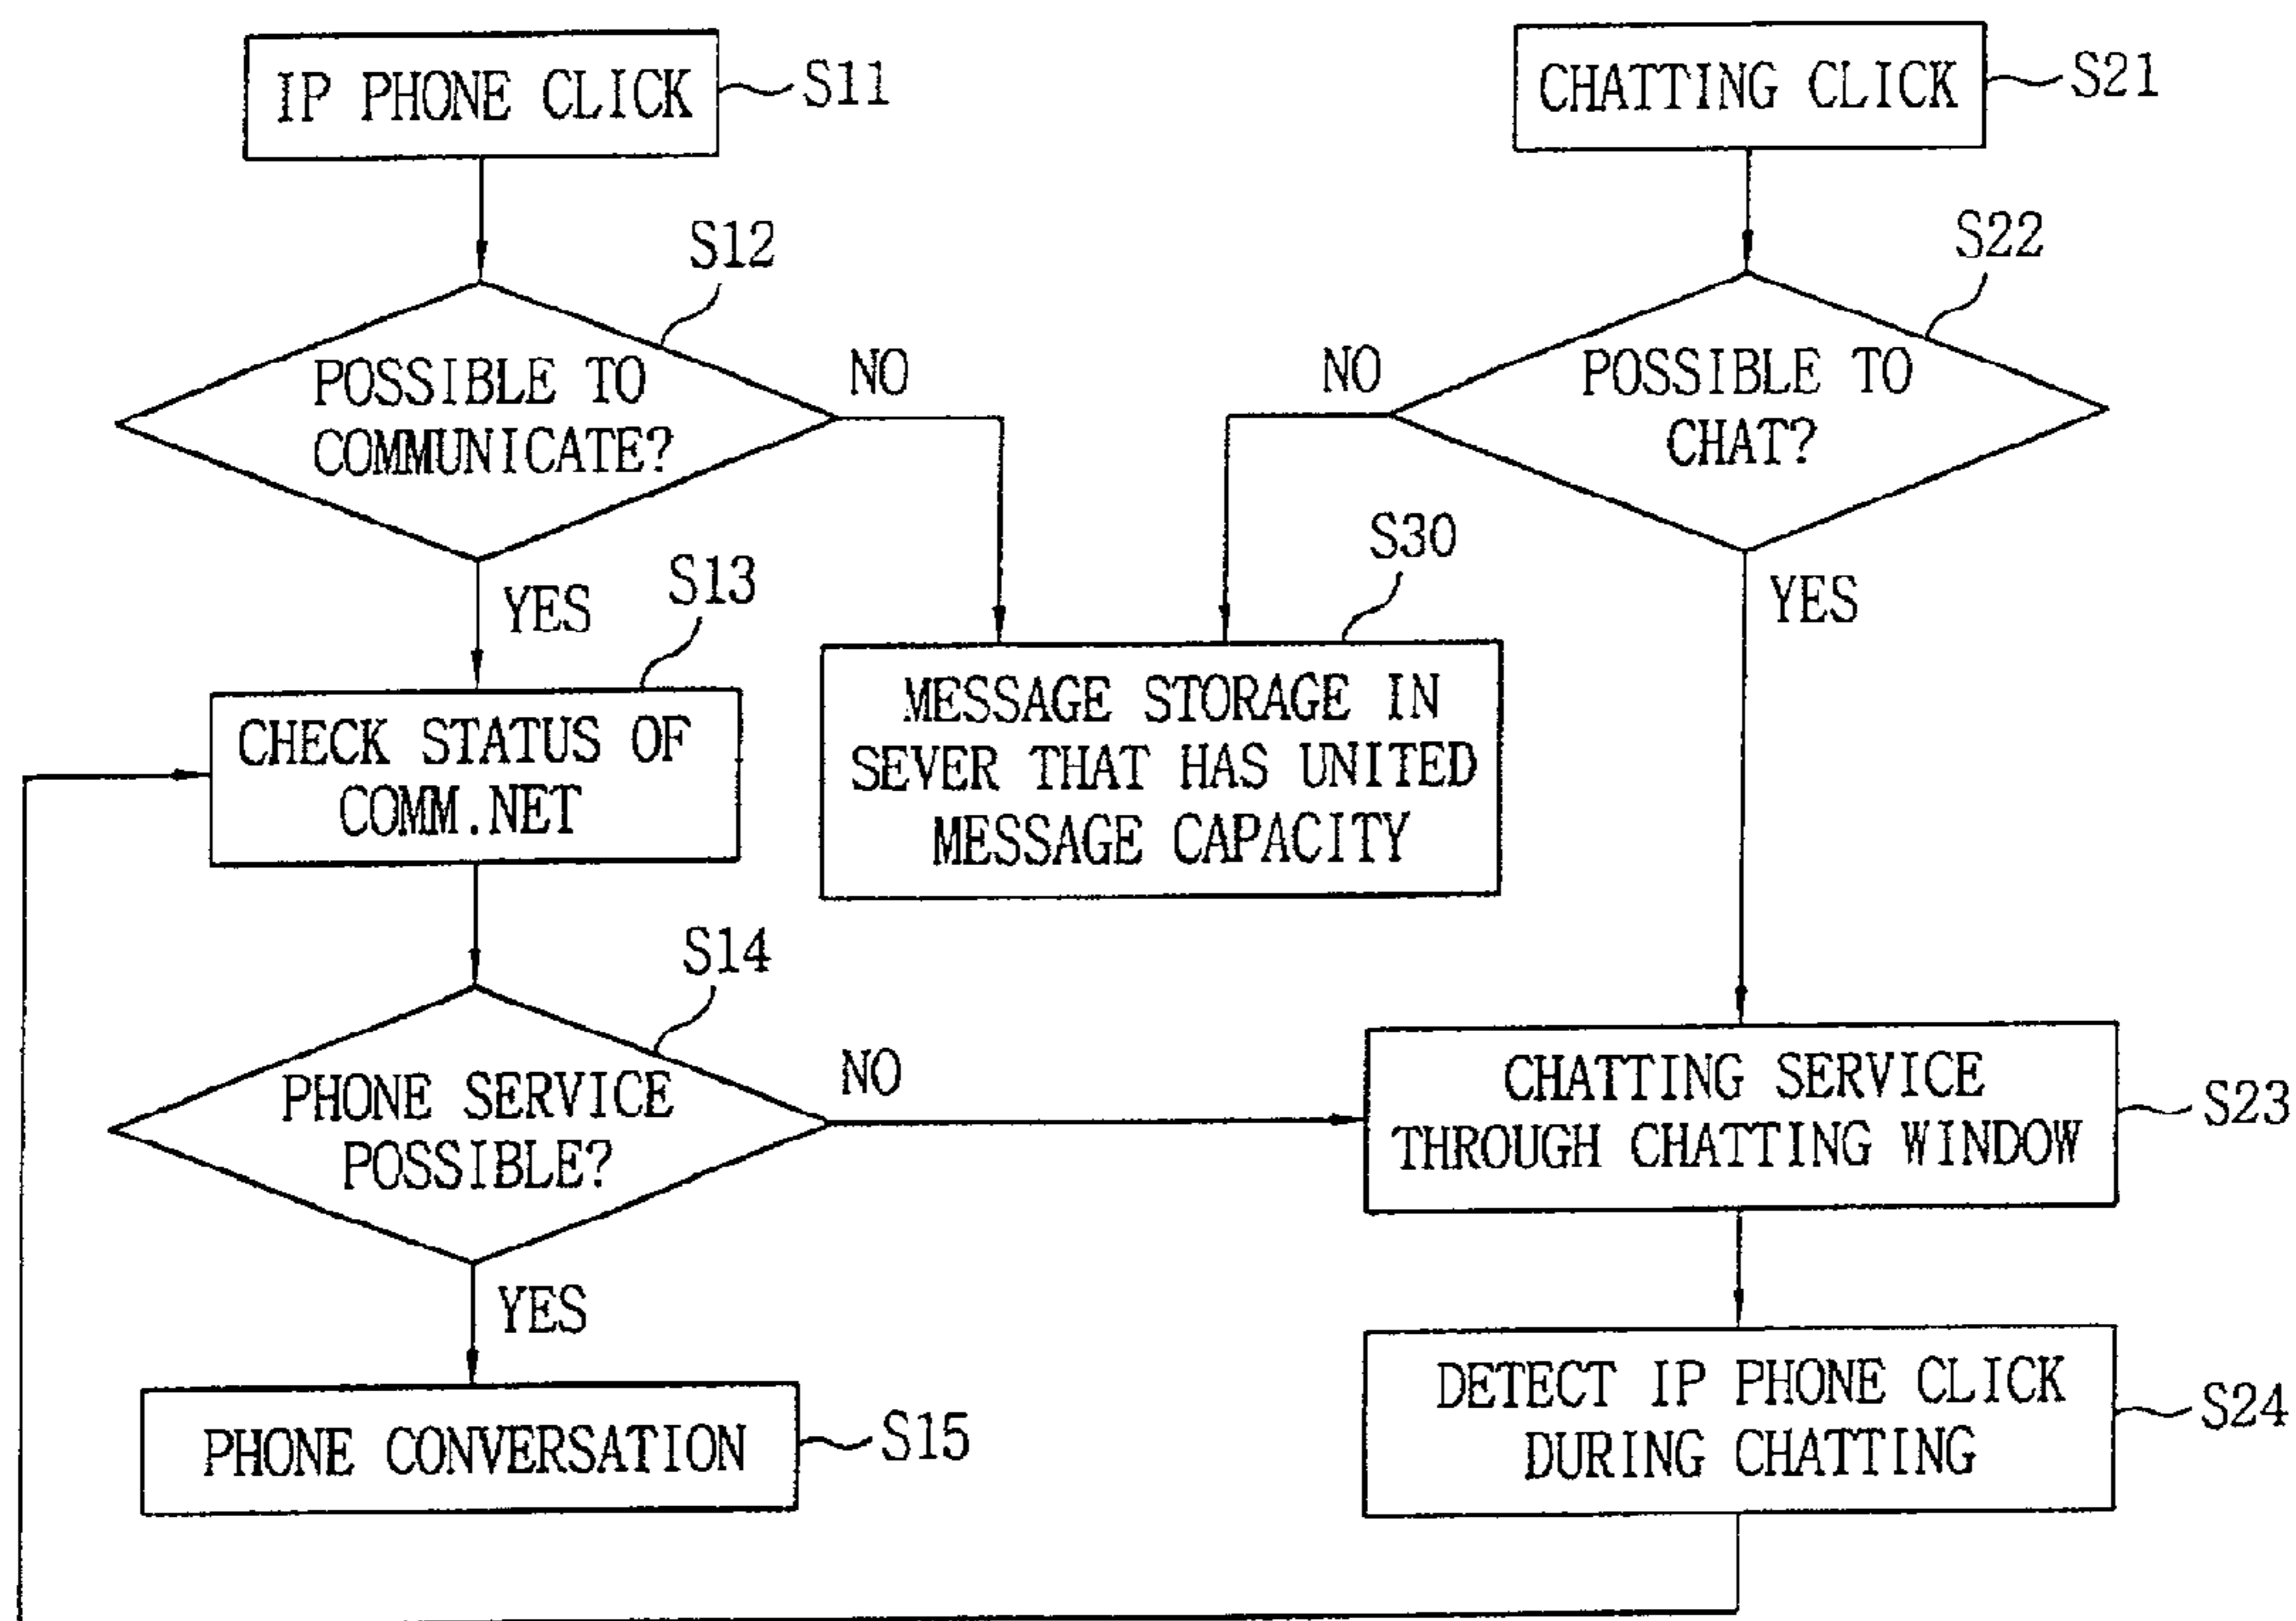 IP PHONE CLICK
S11
CHATTING CLICK
S21
S12
POSSIBLE TO
COMMUNICATE?
NO
YES
S22
POSSIBLE TO
CHAT?
NO
YES
S13
CHECK STATUS OF
COMM.NET
S30
MESSAGE STORAGE IN
SEVER THAT HAS UNITED
MESSAGE CAPACITY
S14
PHONE SERVICE
POSSIBLE?
NO
YES
CHATTING SERVICE
THROUGH CHATTING WINDOW
S23
PHONE CONVERSATION
S15
DETECT IP PHONE CLICK
DURING CHATTING
S24